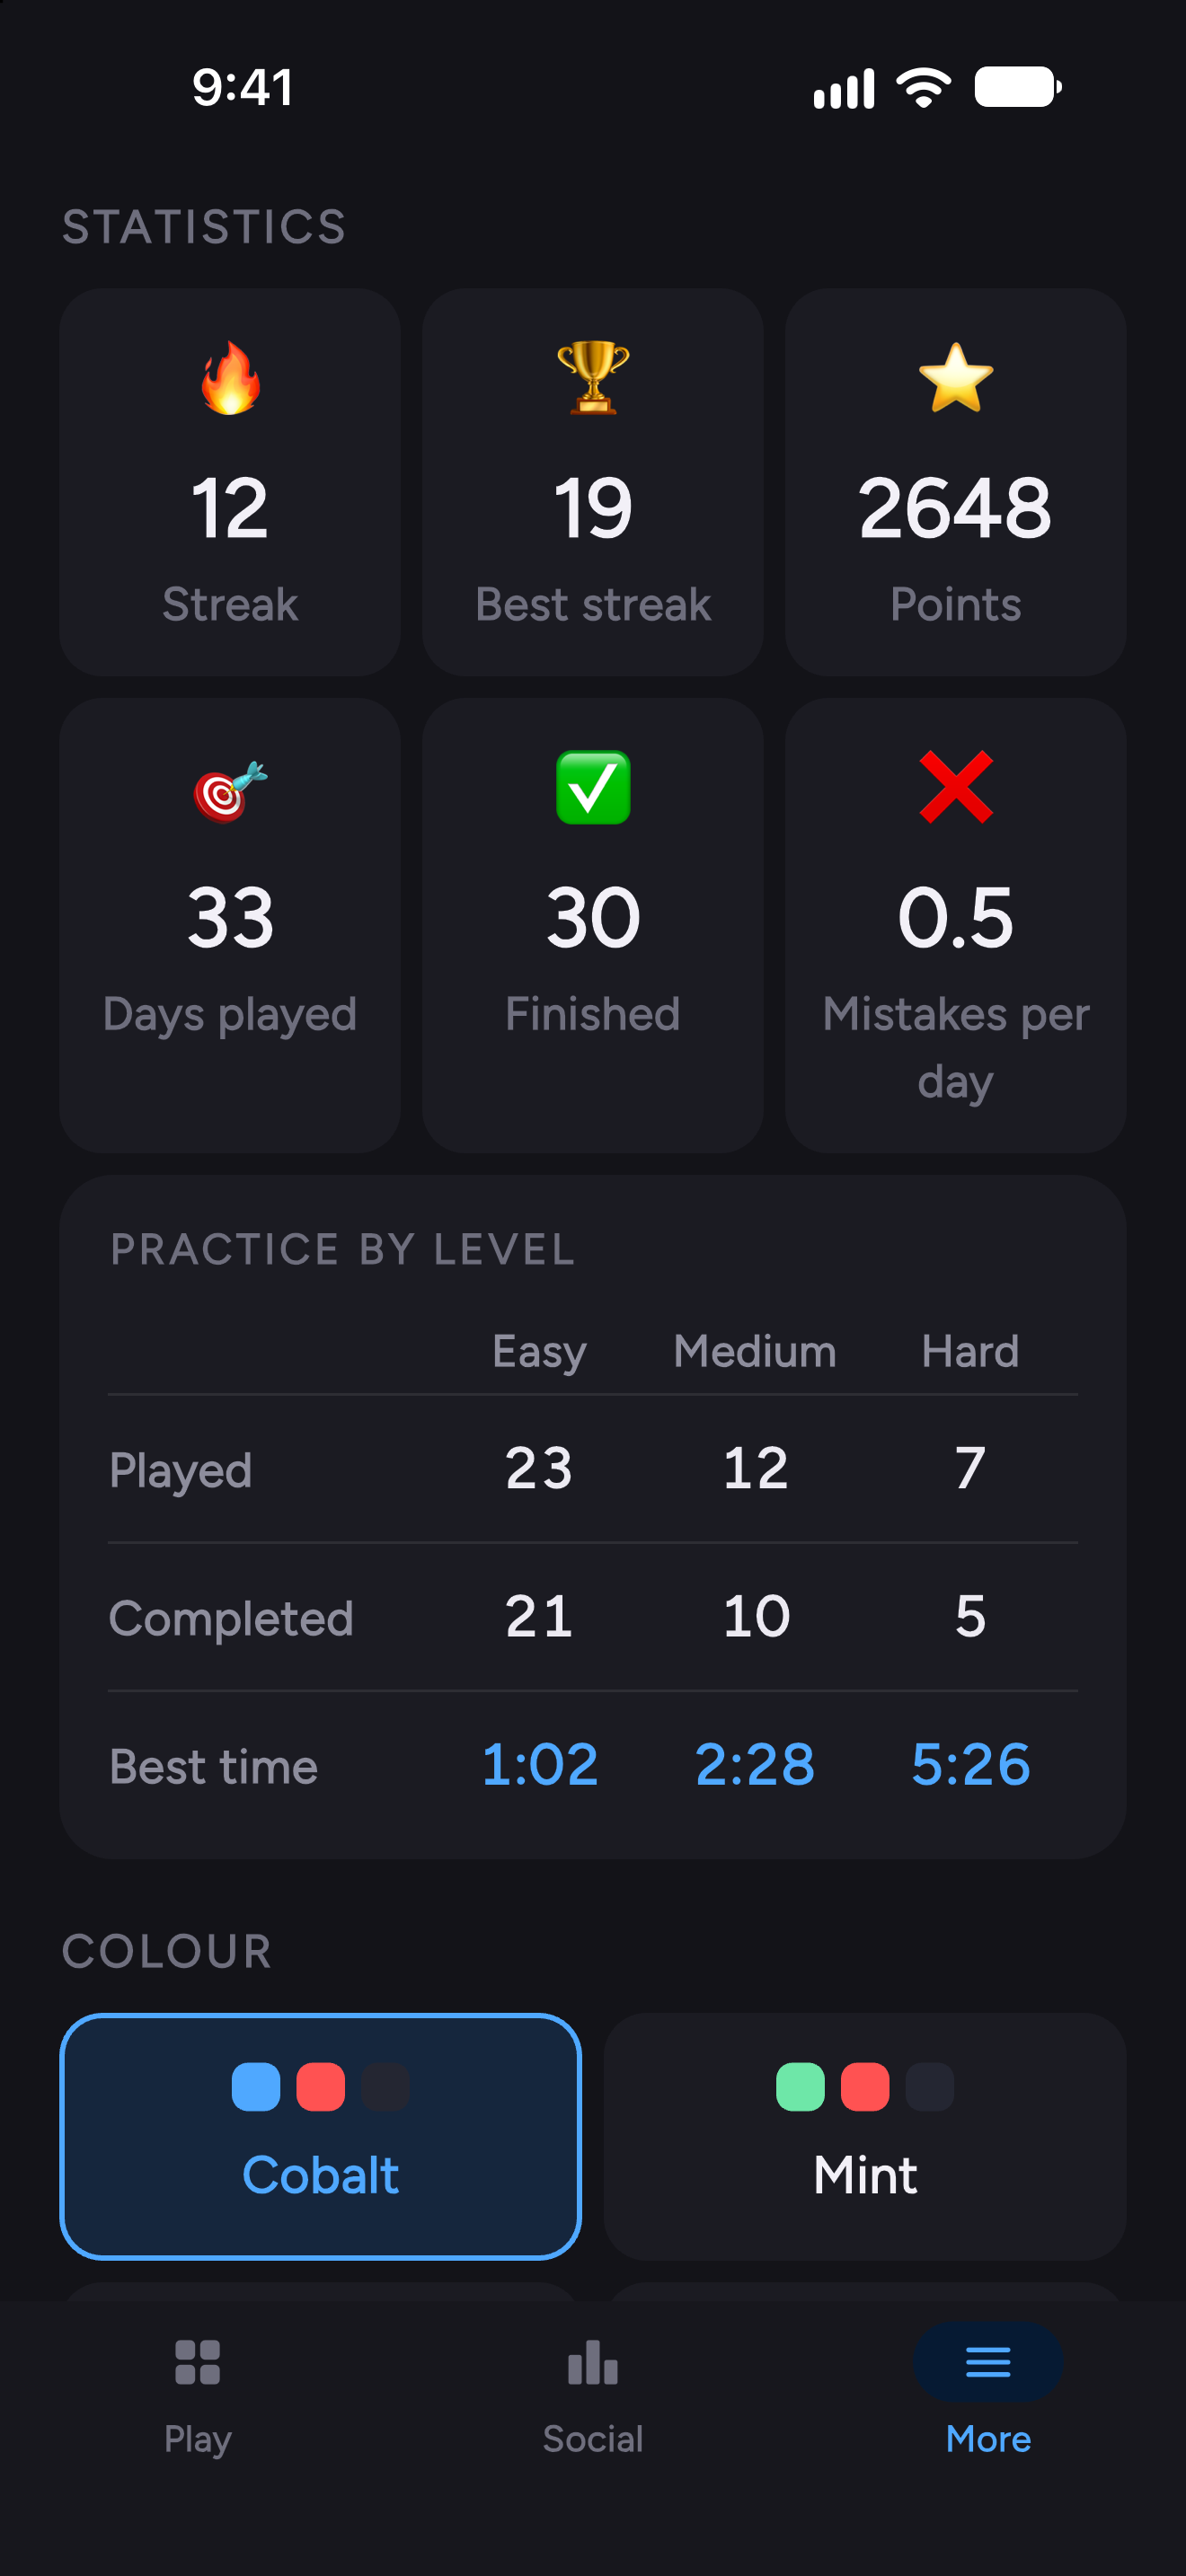 9:41
STATISTICS
12
Streak
19
Best streak
2648
Points
33
Days played
30
Finished
0.5
Mistakes per
day
PRACTICE BY LEVEL
Easy Medium Hard
Played 23 12 7
Completed 21 10 5
Best time 1:02 2:28 5:26
COLOUR
Cobalt
Mint
Play
Social
More